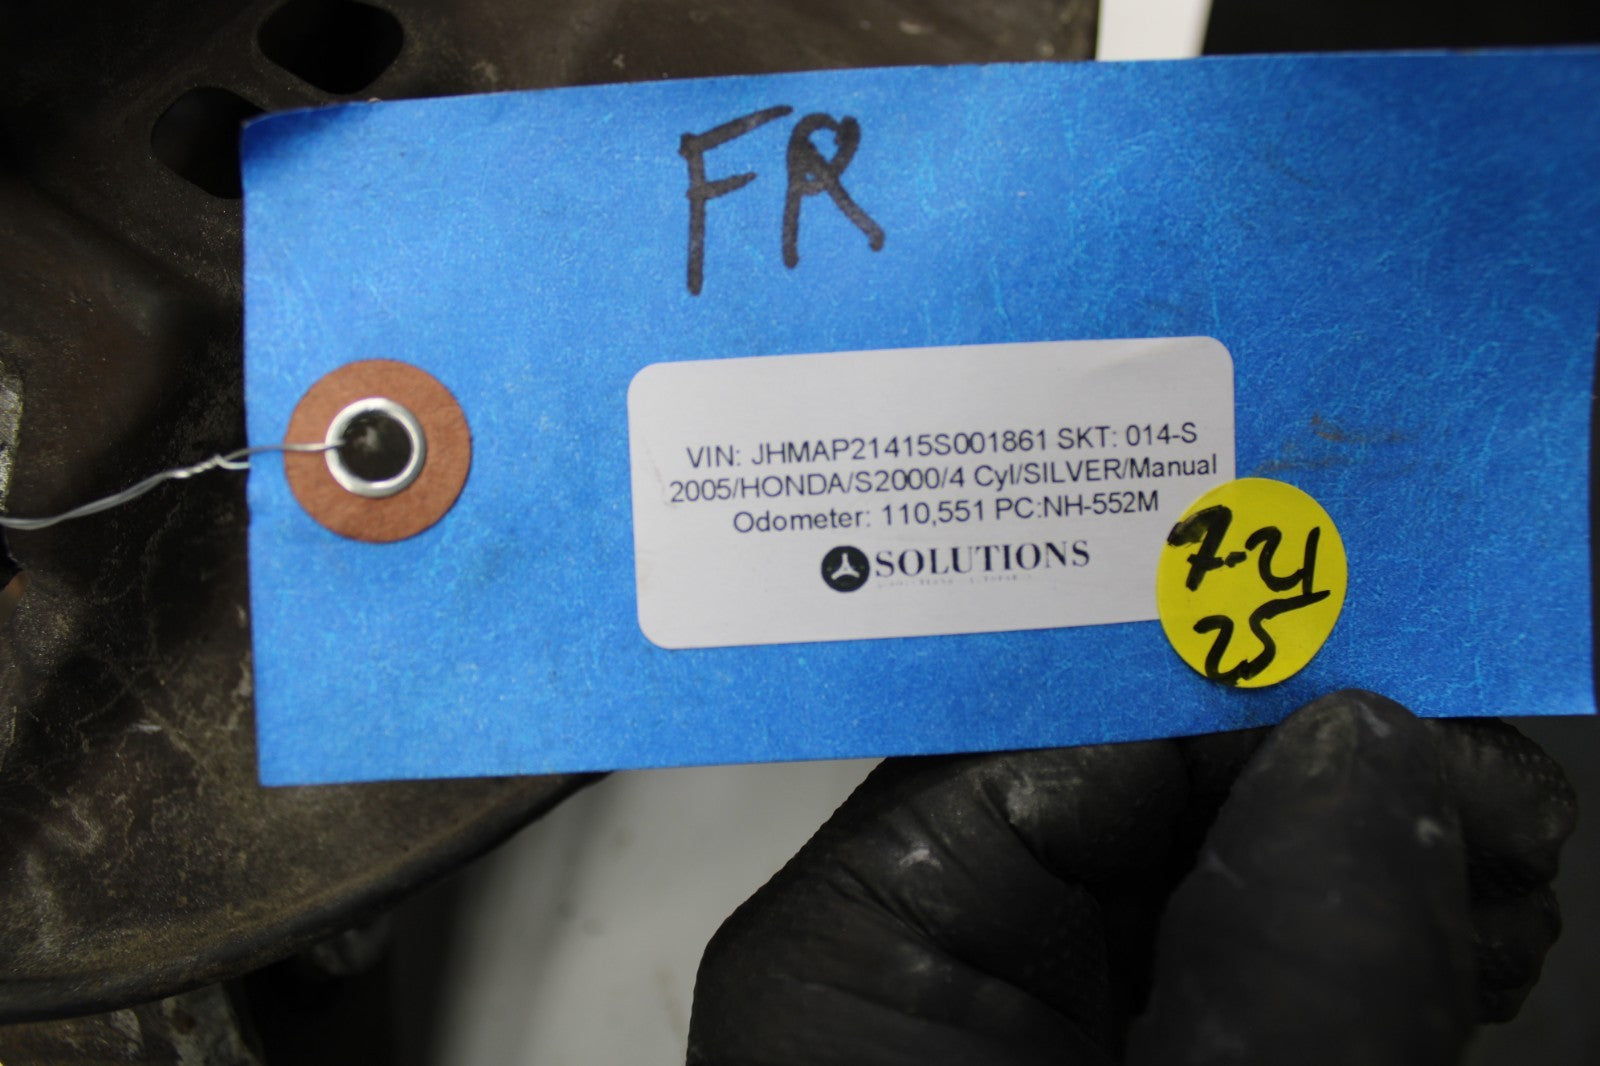 FR
VIN: JHMAP21415S001861 SKT: 014-S
2005/HONDA/S2000/4 Cyl/SILVER/Manual
Odometer: 110,551 PC:NH-552M
SOLUTIONS
7-21
25